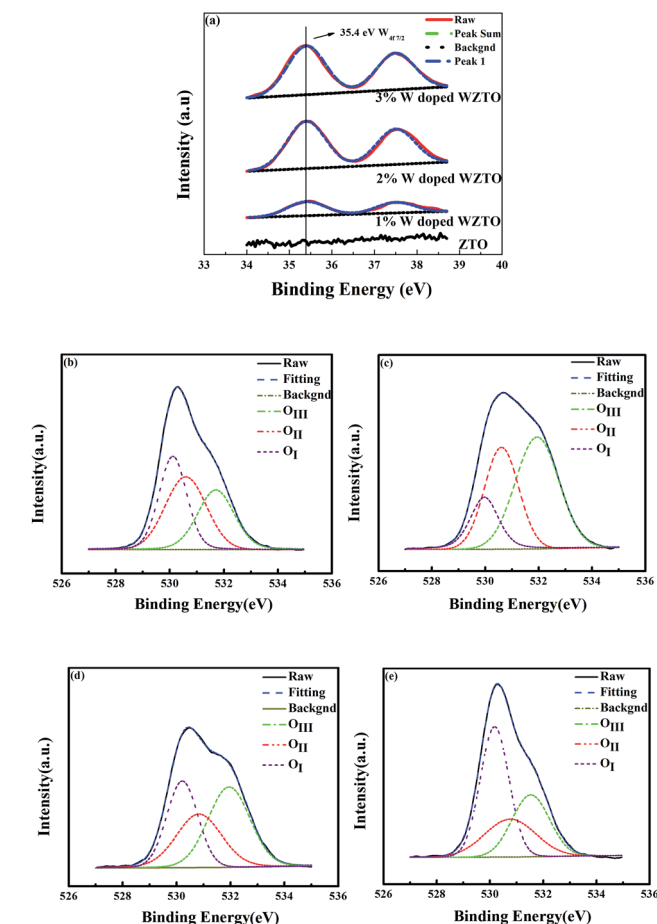 (a)
Raw
35.4 eV W4f 7/2
Peak Sum
Backgnd
Peak 1
3% W doped WZTO
2% W doped WZTO
1% W doped WZTO
ZTO
Intensity (a.u)
33 34 35 36 37 38 39 40
Binding Energy (eV)
(b)
Raw
Fitting
Backgnd
OIII
OII
OI
Intensity(a.u.)
526 528 530 532 534 536
Binding Energy(eV)
(c)
Raw
Fitting
Backgnd
OIII
OII
OI
Intensity(a.u.)
526 528 530 532 534 536
Binding Energy(eV)
(d)
Raw
Fitting
Backgnd
OIII
OII
OI
Intensity(a.u.)
526 528 530 532 534 536
Binding Energy(eV)
(e)
Raw
Fitting
Backgnd
OIII
OII
OI
Intensity(a.u.)
526 528 530 532 534 536
Binding Energy(eV)